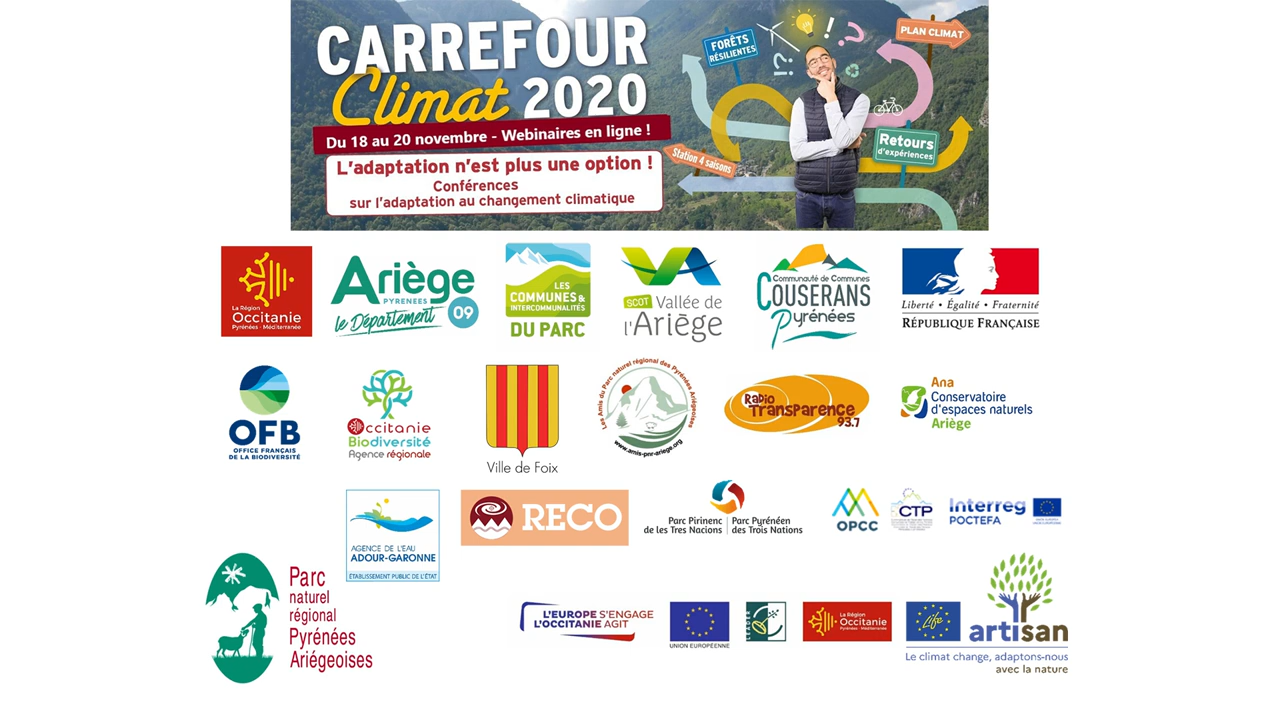 CARREFOUR
Climat 2020
Du 18 au 20 novembre - Webinaires en ligne !
L'adaptation n'est plus une option !
Conférences
sur l'adaptation au changement climatique
FORÊTS
RÉSILIENTES
PLAN CLIMAT
Retours
d'expériences
Station 4 saisons
La Région
Occitanie
Pyrénées - Méditerranée
Ariège
PYRENEES
le Département 09
LES
COMMUNES &
INTERCOMMUNALITÉS
DU PARC
SCOT Vallée de
l'Ariège
Communauté de Communes
COUSERANS
Pyrénées
Liberté • Égalité • Fraternité
RÉPUBLIQUE FRANÇAISE
OFB
OFFICE FRANÇAIS
DE LA BIODIVERSITÉ
Occitanie
Biodiversité
Agence régionale
Ville de Foix
Les Amis du Parc naturel régional des Pyrénées Ariégeoises
www.amis-pnr-ariege.org
RaDio
TRansparence
93.7
Ana
Conservatoire
d'espaces naturels
Ariège
AGENCE DE L'EAU
ADOUR-GARONNE
ÉTABLISSEMENT PUBLIC DE L'ÉTAT
RECO
Parc Pirinenc
de les Tres Nacions
Parc Pyrénéen
des Trois Nations
OPCC
CTP
Interreg
POCTEFA
Parc
naturel
régional
Pyrénées
Ariégeoises
L'EUROPE S'ENGAGE
L'OCCITANIE AGIT
UNION EUROPÉENNE
LEADER
La Région
Occitanie
Pyrénées - Méditerranée
Life
artisan
Le climat change, adaptons-nous
avec la nature